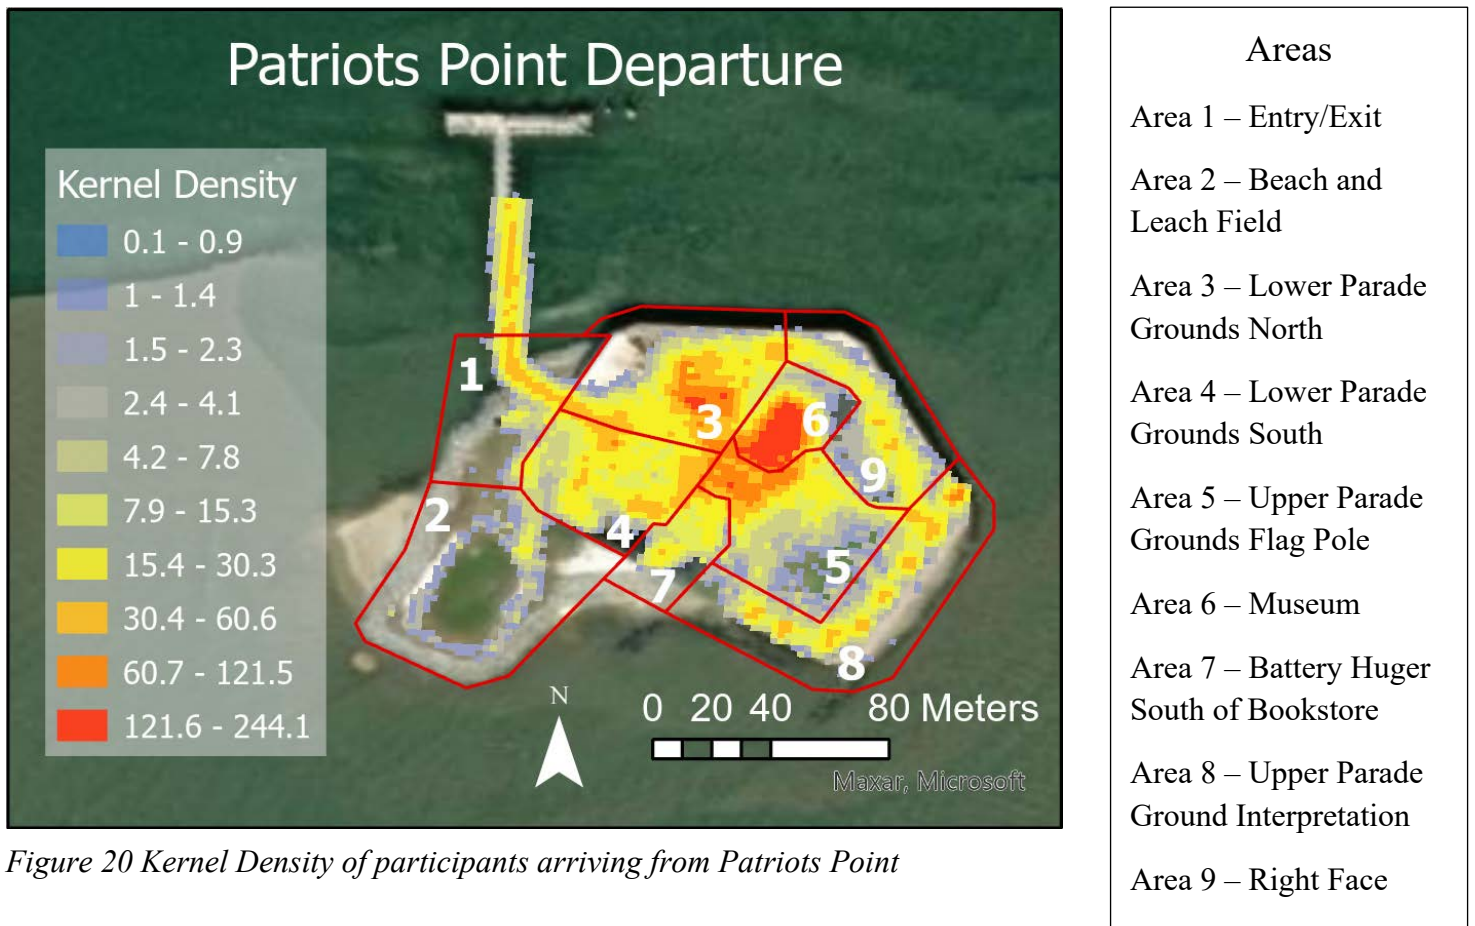 Patriots Point Departure
Kernel Density
0.1 - 0.9
1 - 1.4
1.5 - 2.3
2.4 - 4.1
4.2 - 7.8
7.9 - 15.3
15.4 - 30.3
30.4 - 60.6
60.7 - 121.5
121.6 - 244.1
1
2
3
4
5
6
7
8
9
N
0 20 40 80 Meters
Maxar, Microsoft
Figure 20 Kernel Density of participants arriving from Patriots Point
Areas
Area 1 – Entry/Exit
Area 2 – Beach and
Leach Field
Area 3 – Lower Parade
Grounds North
Area 4 – Lower Parade
Grounds South
Area 5 – Upper Parade
Grounds Flag Pole
Area 6 – Museum
Area 7 – Battery Huger
South of Bookstore
Area 8 – Upper Parade
Ground Interpretation
Area 9 – Right Face